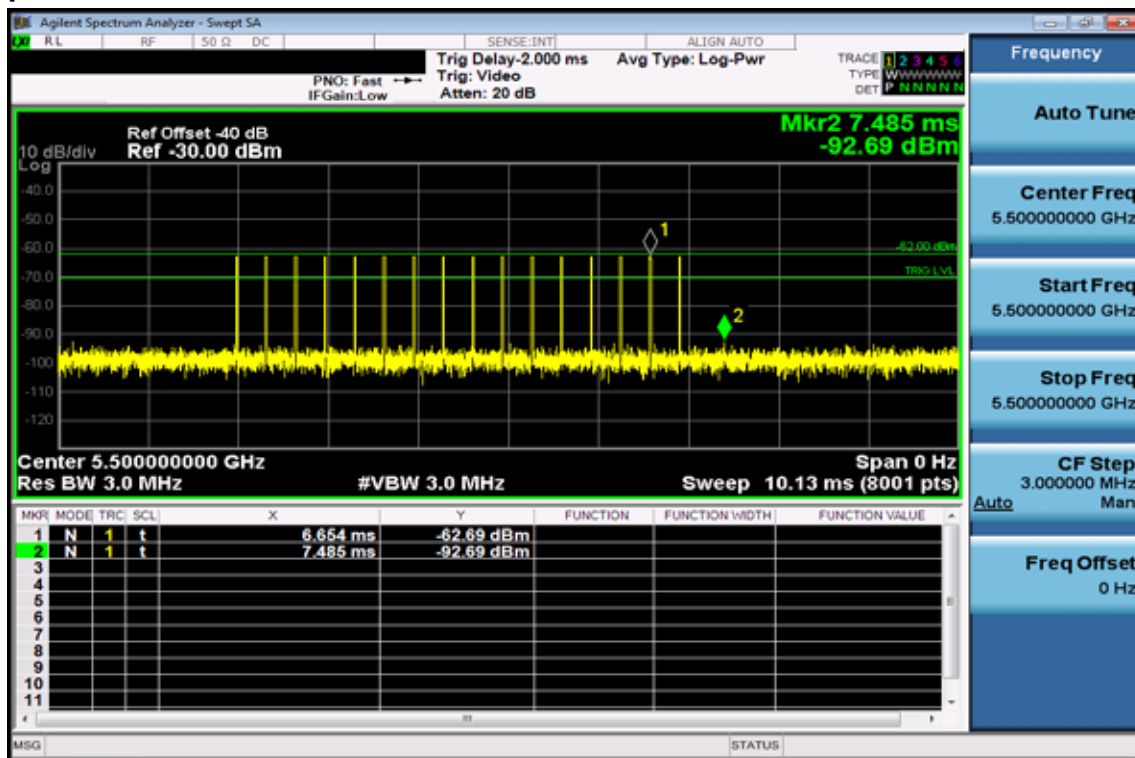 Agilent Spectrum Analyzer - Swept SA
RL RF 50 Ω DC SENSE:INT ALIGN AUTO
Trig Delay-2.000 ms Avg Type: Log-Pwr TRACE 1 2 3 4 5 6
PNO: Fast Trig: Video TYPE WWWWWW
IFGain:Low Atten: 20 dB DET P N N N N N
Mkr2 7.485 ms
-92.69 dBm
Ref Offset -40 dB
10 dB/div Ref -30.00 dBm
Log
-40.0
-50.0
1
-60.0
-62.00 dBm
-70.0
TRIG LVL
-80.0
2
-90.0
-100
-110
-120
Center 5.500000000 GHz Span 0 Hz
Res BW 3.0 MHz #VBW 3.0 MHz Sweep 10.13 ms (8001 pts)
MKR MODE TRC SCL X Y FUNCTION FUNCTION WIDTH FUNCTION VALUE
1 N 1 t 6.654 ms -62.69 dBm
2 N 1 t 7.485 ms -92.69 dBm
3
4
5
6
7
8
9
10
11
MSG STATUS
Frequency
Auto Tune
Center Freq
5.500000000 GHz
Start Freq
5.500000000 GHz
Stop Freq
5.500000000 GHz
CF Step
3.000000 MHz
Auto Man
Freq Offset
0 Hz